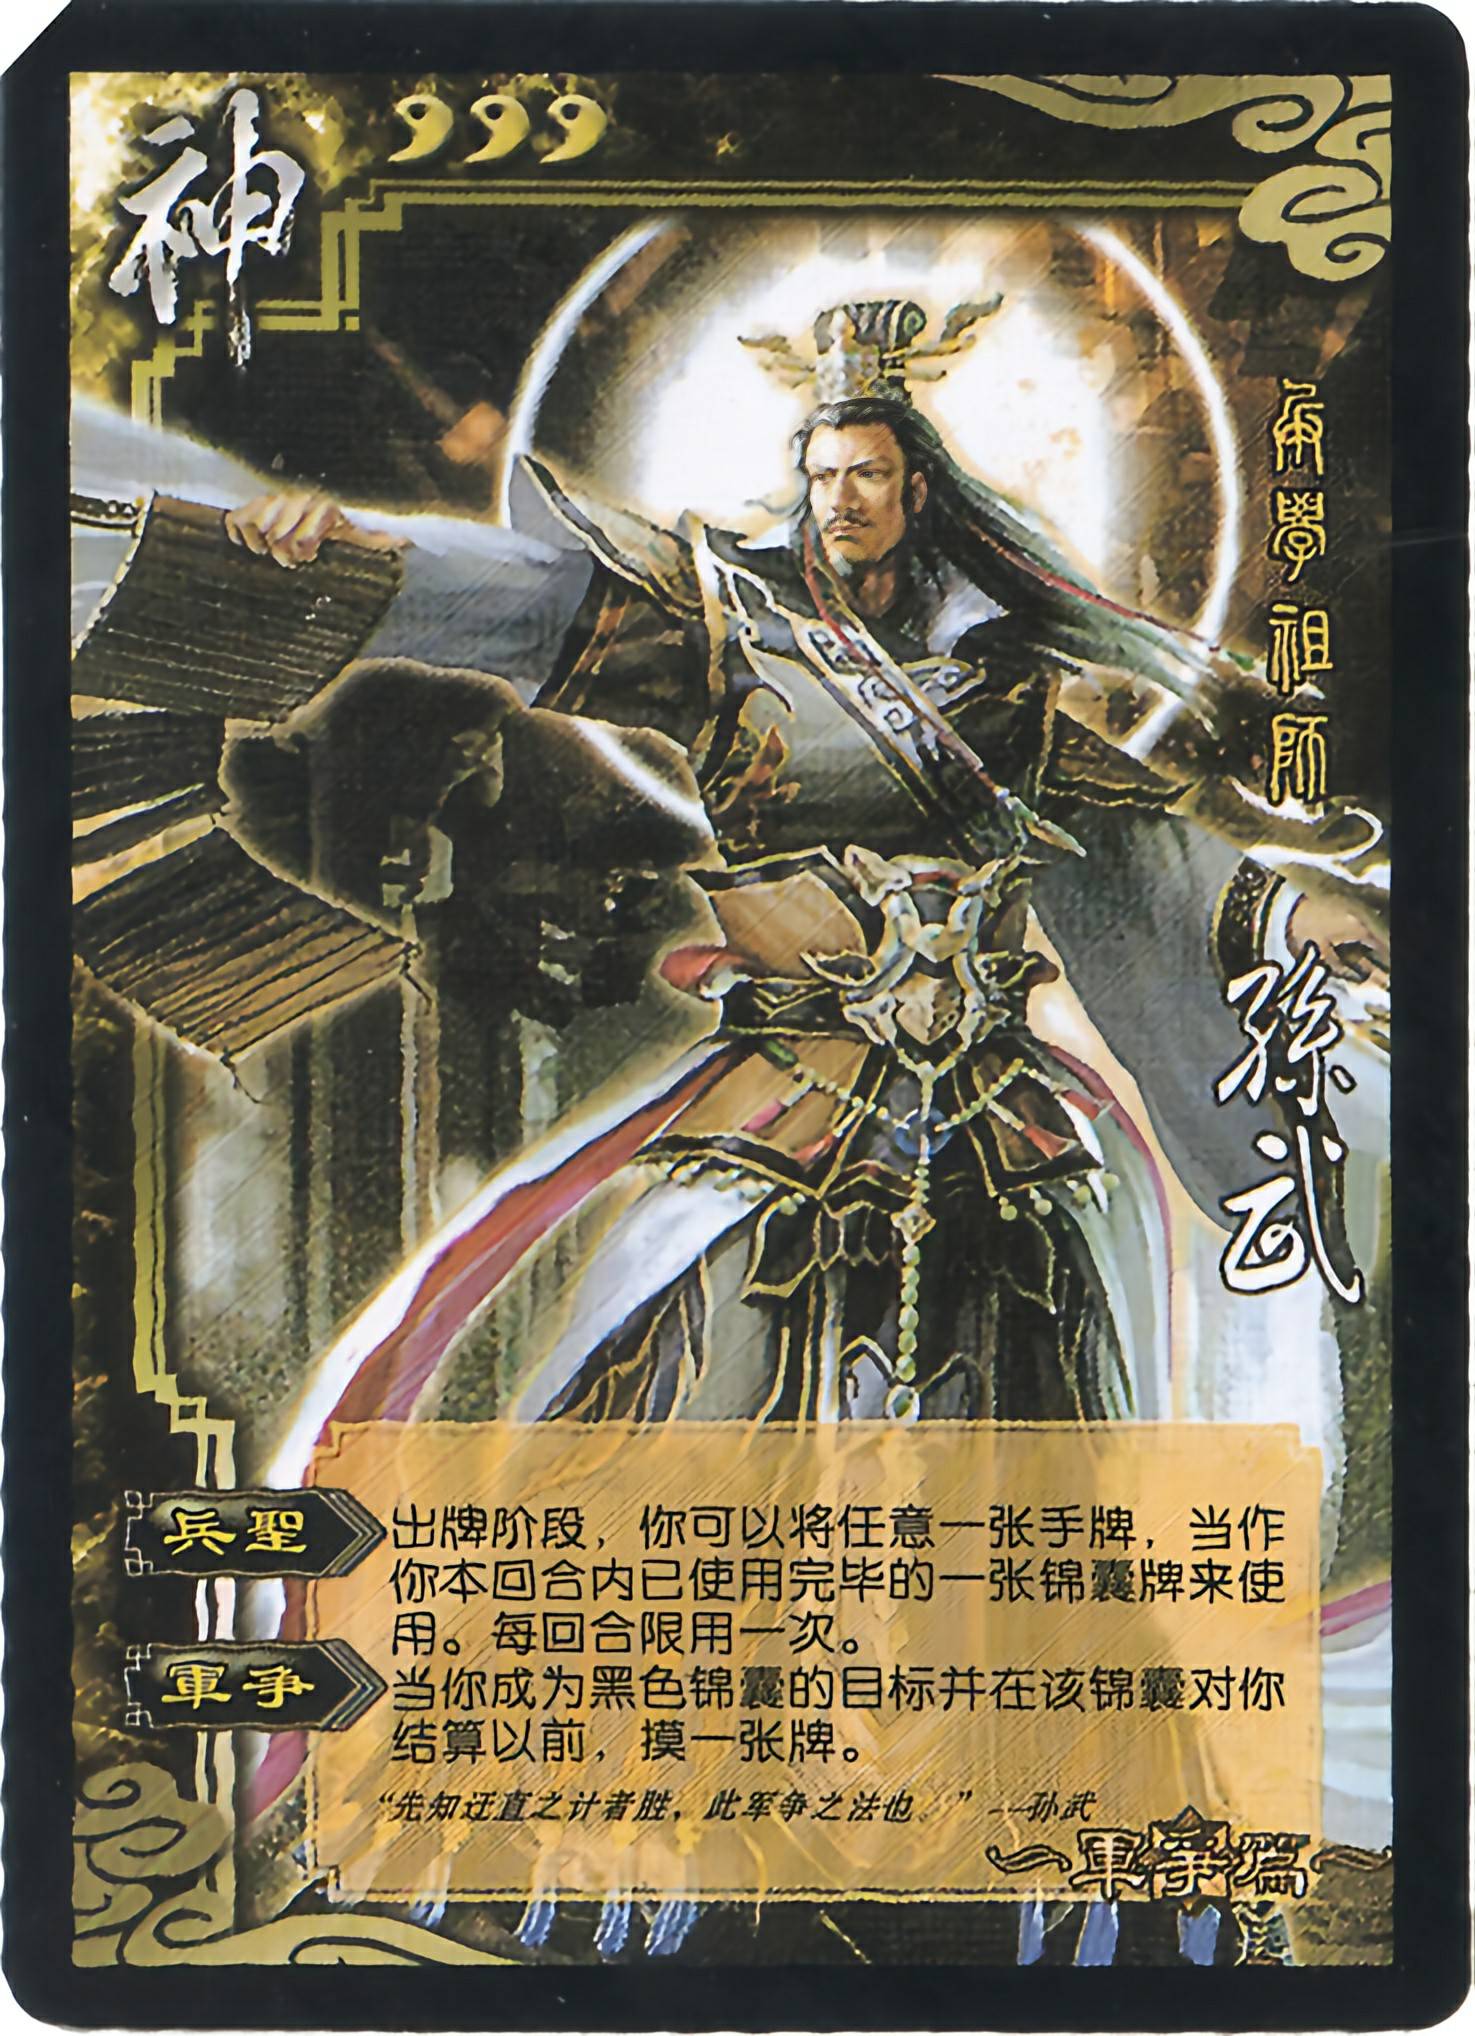 神
兵學祖師
孫武
兵聖
出牌阶段，你可以将任意一张手牌，当作
你本回合内已使用完毕的一张锦囊牌来使
用。每回合限用一次。
軍爭
当你成为黑色锦囊的目标并在该锦囊对你
结算以前，摸一张牌。
“先知迂直之计者胜，此军争之法也。”—孙武
軍爭篇